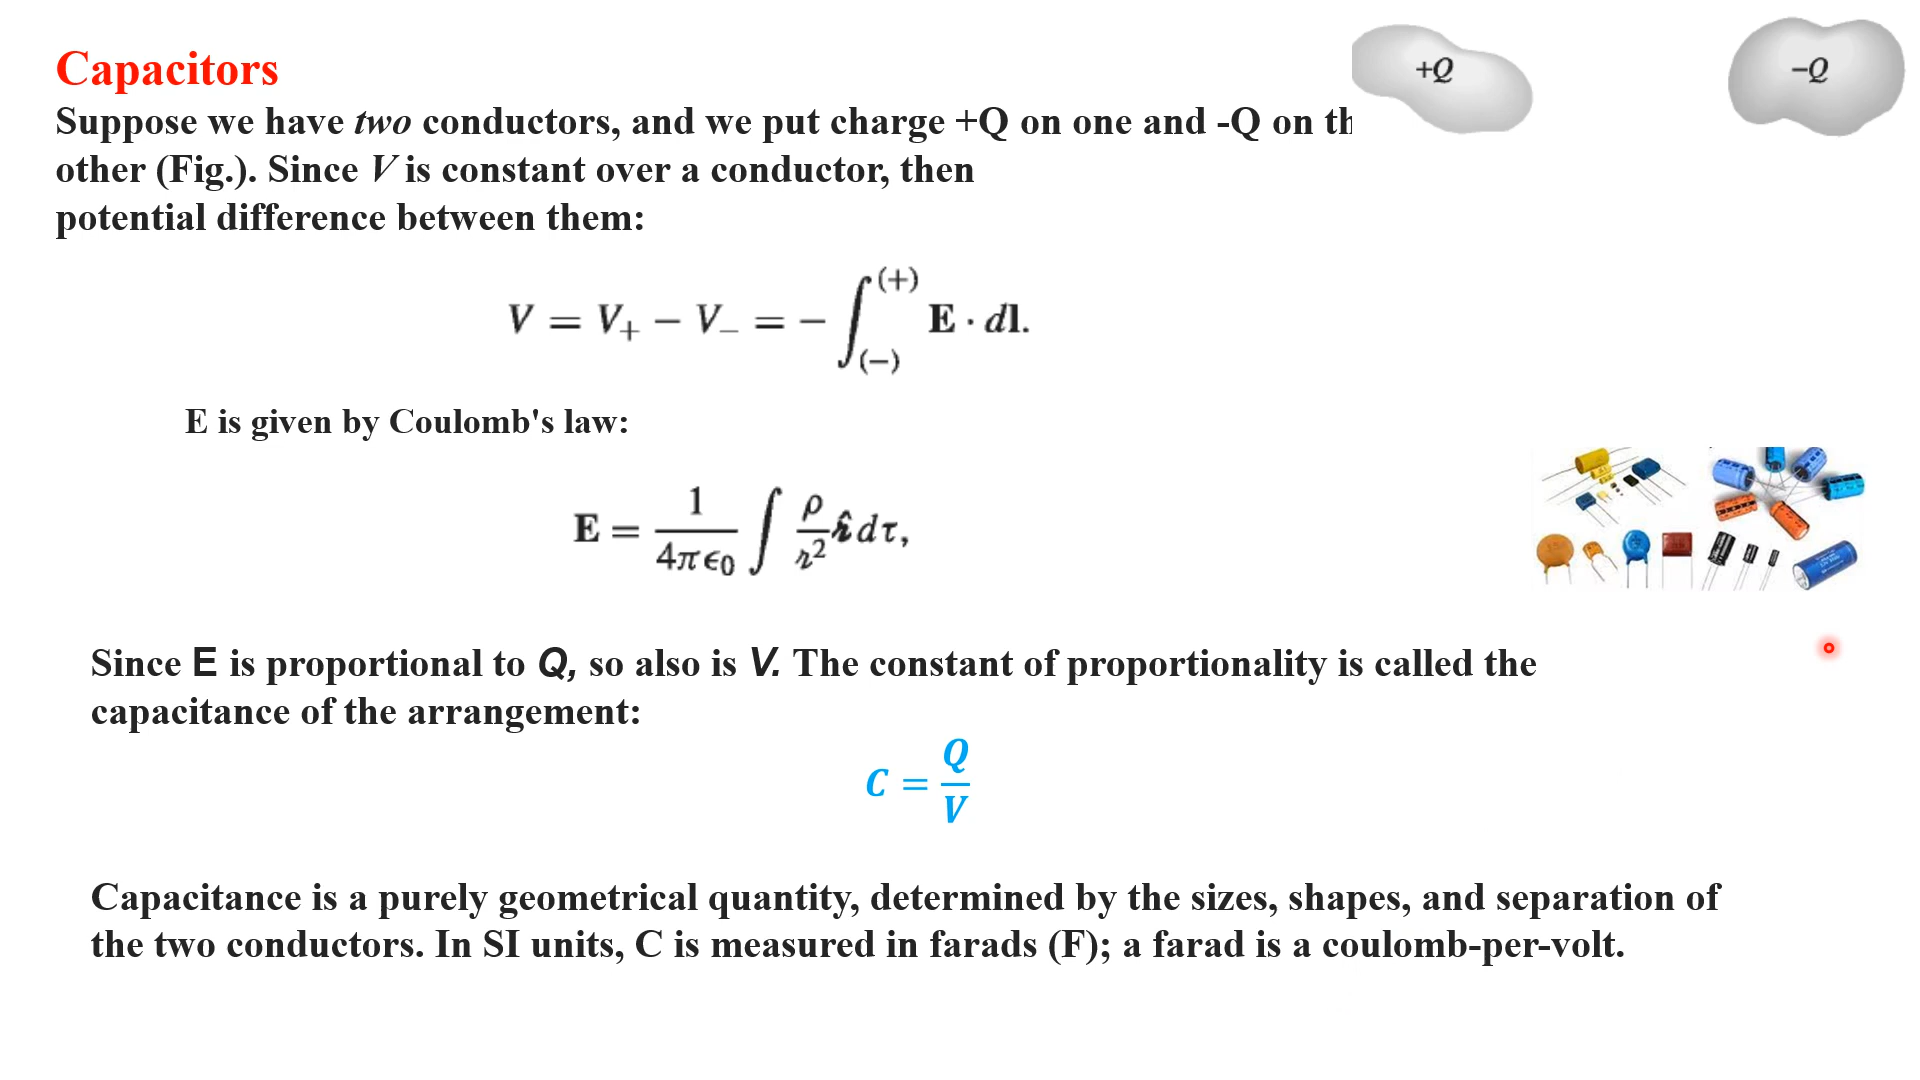 Capacitors
+Q
-Q
Suppose we have two conductors, and we put charge +Q on one and -Q on
other (Fig.). Since V is constant over a conductor, then
potential difference between them:
V = V₊ − V₋ = − ∫₍₋₎⁽⁺⁾ E · dl.
E is given by Coulomb's law:
E = 1/(4πϵ₀) ∫ ρ/𝓇² 𝓇̂ dτ,
Since E is proportional to Q, so also is V. The constant of proportionality is called the
capacitance of the arrangement:
C = Q/V
Capacitance is a purely geometrical quantity, determined by the sizes, shapes, and separation of
the two conductors. In SI units, C is measured in farads (F); a farad is a coulomb-per-volt.